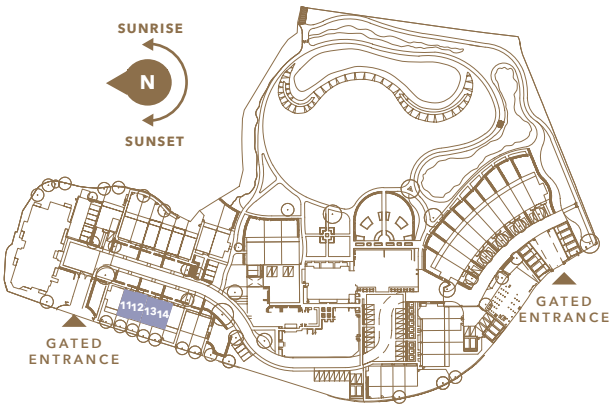 SUNRISE
N
SUNSET
11 12 13 14
GATED
ENTRANCE
GATED
ENTRANCE